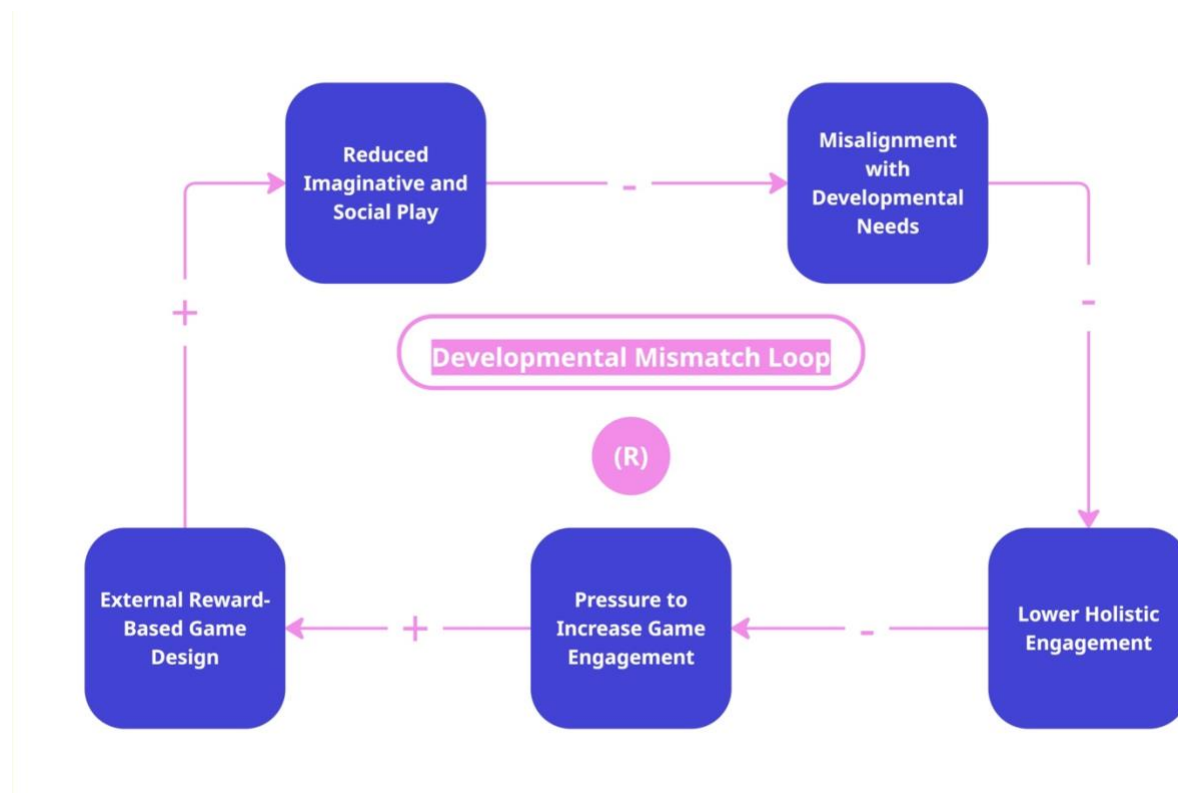 Reduced
Imaginative and
Social Play
-
Misalignment
with
Developmental
Needs
+
-
Developmental Mismatch Loop
(R)
External Reward-
Based Game
Design
+
Pressure to
Increase Game
Engagement
-
Lower Holistic
Engagement